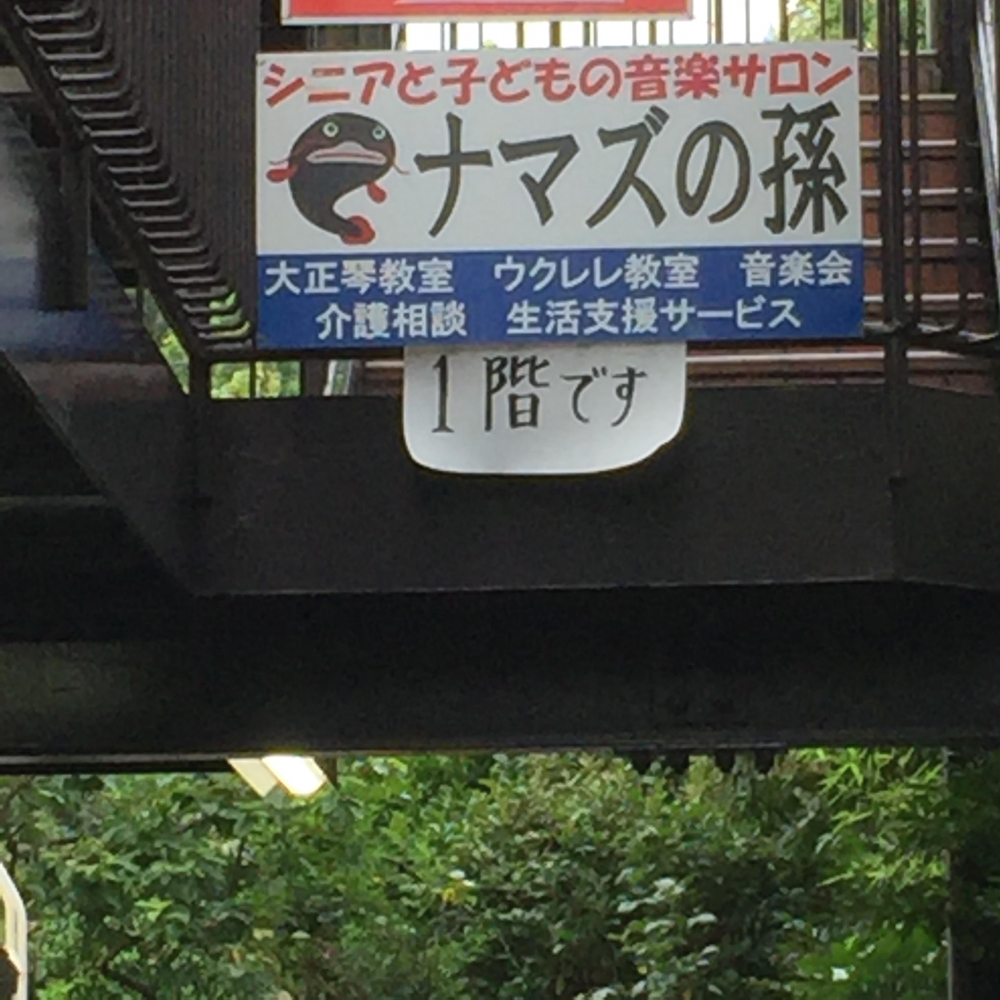 シニアと子どもの音楽サロン
ナマズの孫
大正琴教室 ウクレレ教室 音楽会
介護相談 生活支援サービス
1階です